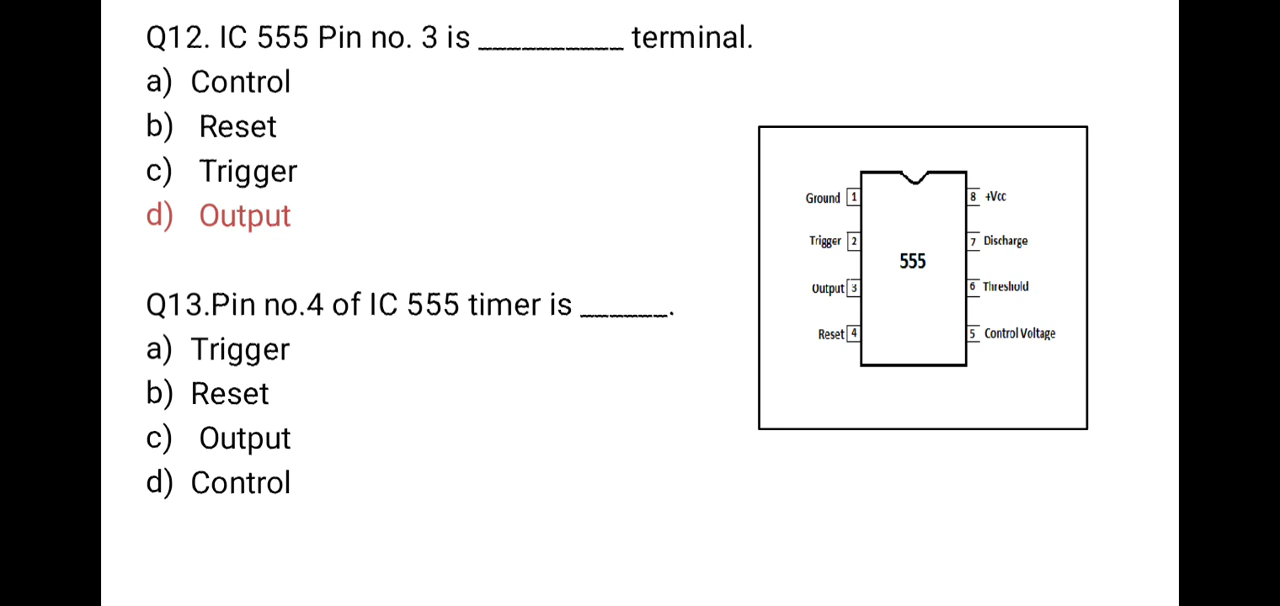 Q12. IC 555 Pin no. 3 is __________ terminal.
a) Control
b) Reset
c) Trigger
d) Output
Q13.Pin no.4 of IC 555 timer is ______.
a) Trigger
b) Reset
c) Output
d) Control
Ground 1
8 +Vcc
Trigger 2
7 Discharge
555
Output 3
6 Threshold
Reset 4
5 Control Voltage